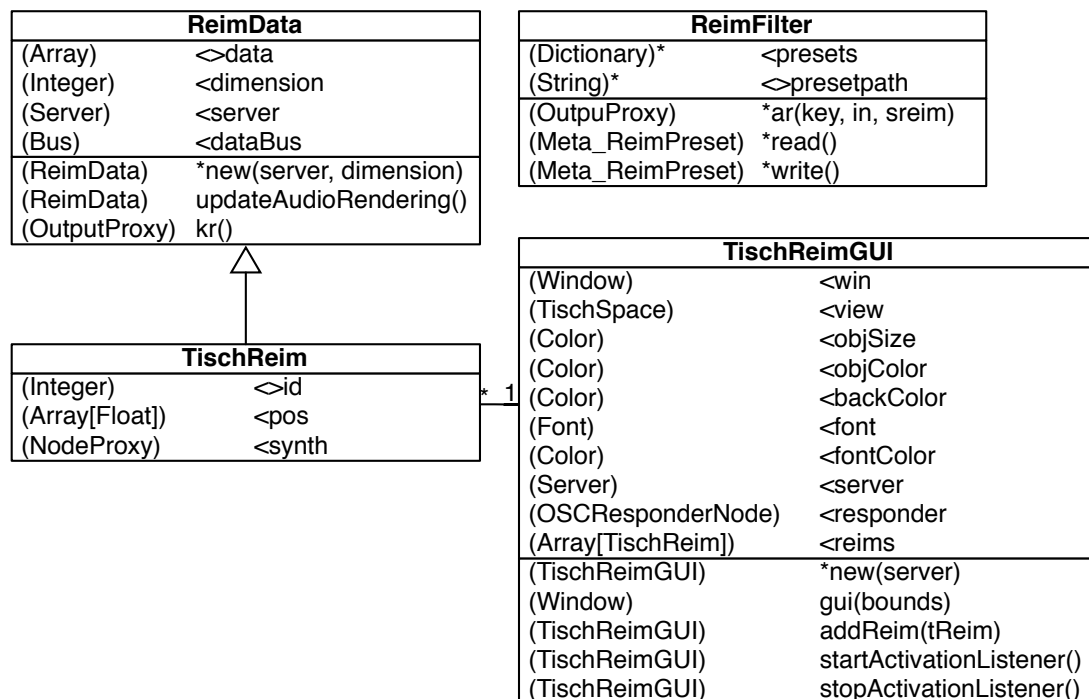 ReimData
(Array) <>data
(Integer) <dimension
(Server) <server
(Bus) <dataBus
(ReimData) *new(server, dimension)
(ReimData) updateAudioRendering()
(OutputProxy) kr()
ReimFilter
(Dictionary)* <presets
(String)* <>presetpath
(OutpuProxy) *ar(key, in, sreim)
(Meta_ReimPreset) *read()
(Meta_ReimPreset) *write()
TischReim
(Integer) <>id
(Array[Float]) <pos
(NodeProxy) <synth
* 1
TischReimGUI
(Window) <win
(TischSpace) <view
(Color) <objSize
(Color) <objColor
(Color) <backColor
(Font) <font
(Color) <fontColor
(Server) <server
(OSCResponderNode) <responder
(Array[TischReim]) <reims
(TischReimGUI) *new(server)
(Window) gui(bounds)
(TischReimGUI) addReim(tReim)
(TischReimGUI) startActivationListener()
(TischReimGUI) stopActivationListener()